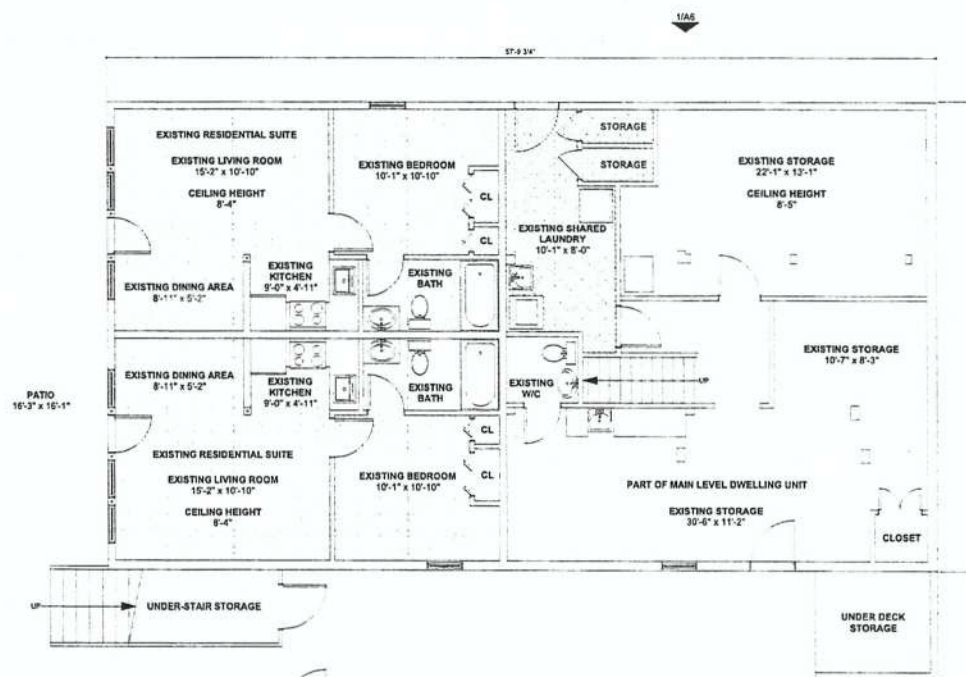 1/A6
57'-9 3/4"
EXISTING RESIDENTIAL SUITE
EXISTING LIVING ROOM
15'-2" x 10'-10"
CEILING HEIGHT
8'-4"
EXISTING BEDROOM
10'-1" x 10'-10"
CL
CL
STORAGE
STORAGE
EXISTING STORAGE
22'-1" x 13'-1"
CEILING HEIGHT
8'-5"
EXISTING SHARED
LAUNDRY
10'-1" x 8'-0"
EXISTING DINING AREA
8'-11" x 5'-2"
EXISTING
KITCHEN
9'-0" x 4'-11"
EXISTING
BATH
EXISTING DINING AREA
8'-11" x 5'-2"
EXISTING
KITCHEN
9'-0" x 4'-11"
EXISTING
BATH
EXISTING
W/C
UP
EXISTING STORAGE
10'-7" x 8'-3"
PATIO
16'-3" x 16'-1"
EXISTING RESIDENTIAL SUITE
EXISTING LIVING ROOM
15'-2" x 10'-10"
CEILING HEIGHT
8'-4"
EXISTING BEDROOM
10'-1" x 10'-10"
CL
CL
PART OF MAIN LEVEL DWELLING UNIT
EXISTING STORAGE
30'-6" x 11'-2"
CLOSET
UP
UNDER-STAIR STORAGE
UNDER DECK
STORAGE